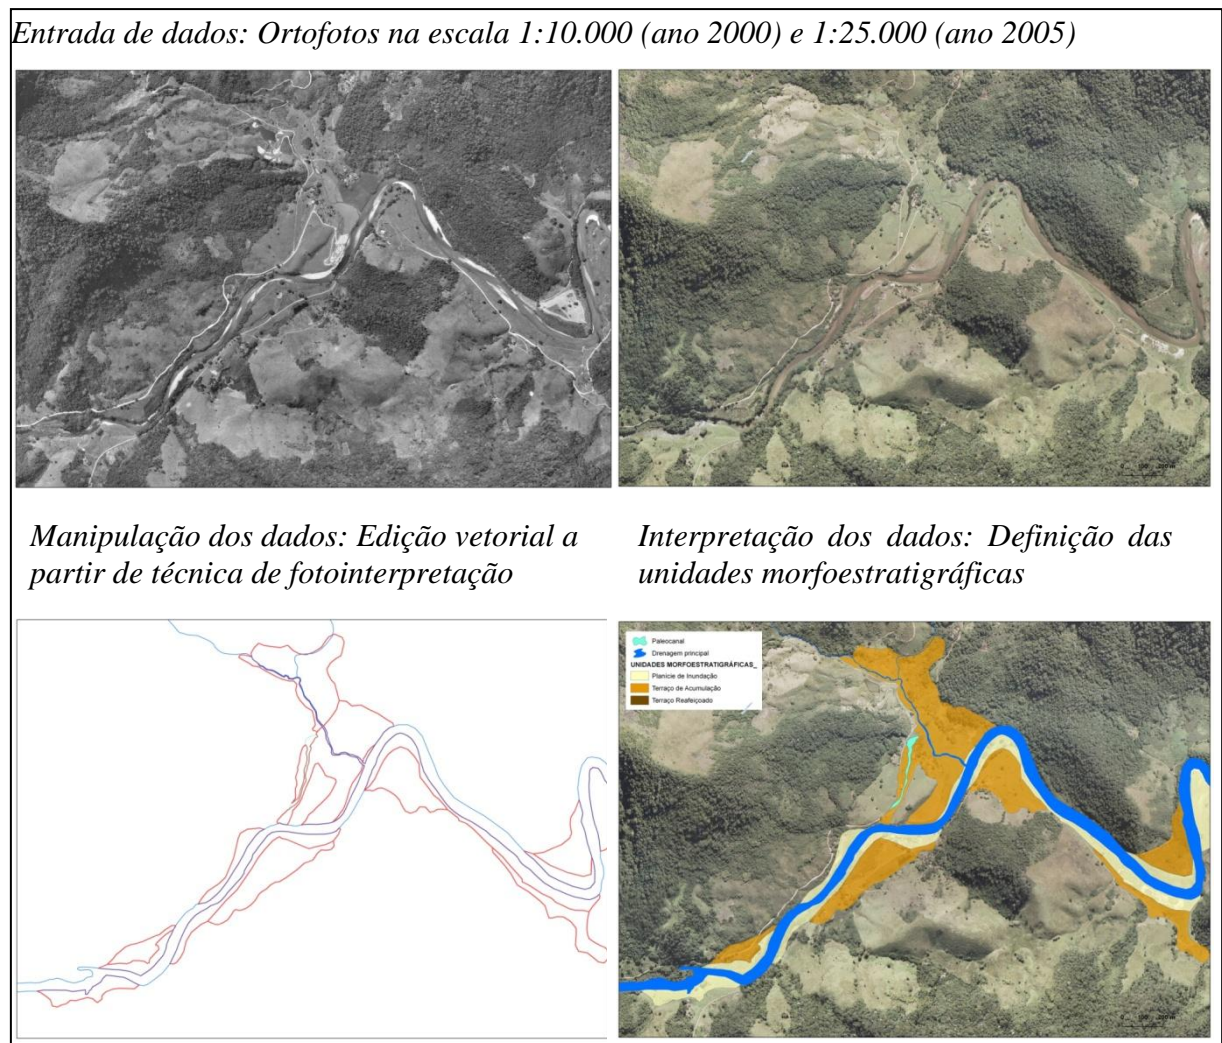 Entrada de dados: Ortofotos na escala 1:10.000 (ano 2000) e 1:25.000 (ano 2005)
Manipulação dos dados: Edição vetorial a
partir de técnica de fotointerpretação
Interpretação dos dados: Definição das
unidades morfoestratigráficas
Paleocanal
Drenagem principal
UNIDADES MORFOESTRATIGRÁFICAS_
Planície de Inundação
Terraço de Acumulação
Terraço Reafeiçoado